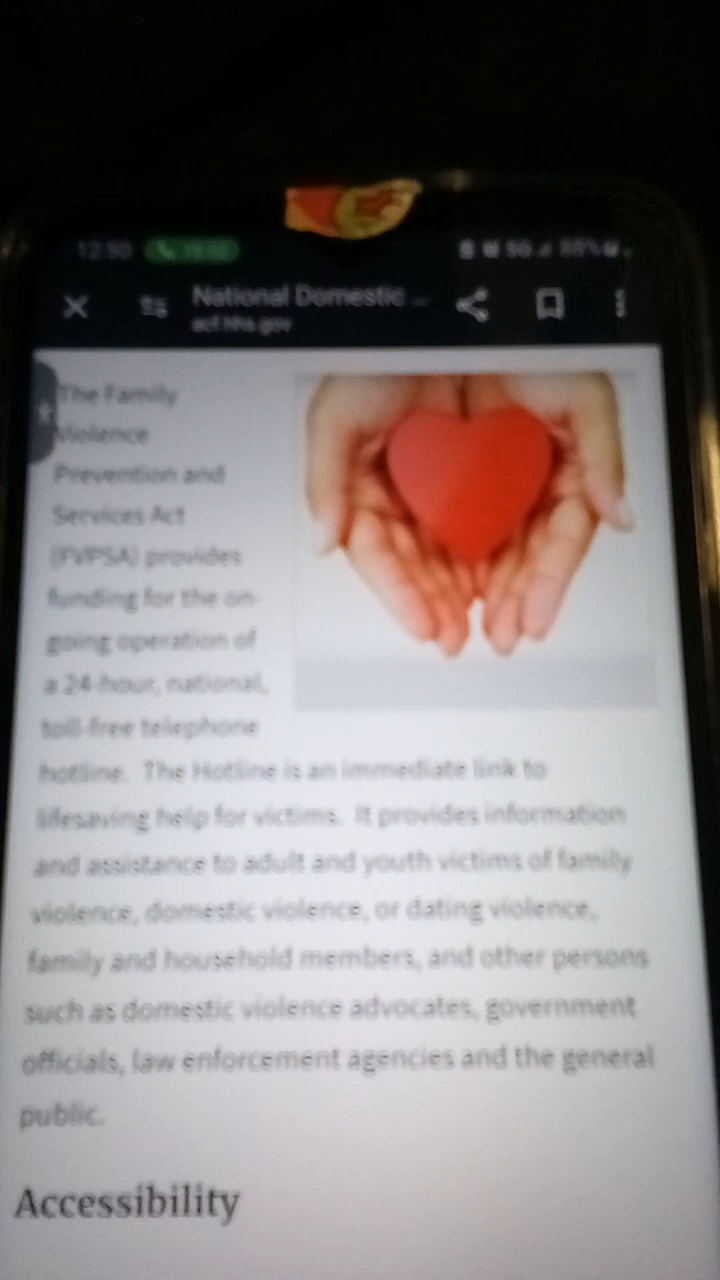 12:50
5G 88%
National Domestic ...
acf.hhs.gov
The Family
Violence
Prevention and
Services Act
(FVPSA) provides
funding for the on-
going operation of
a 24-hour, national,
toll-free telephone
hotline. The Hotline is an immediate link to
lifesaving help for victims. It provides information
and assistance to adult and youth victims of family
violence, domestic violence, or dating violence,
family and household members, and other persons
such as domestic violence advocates, government
officials, law enforcement agencies and the general
public.
Accessibility